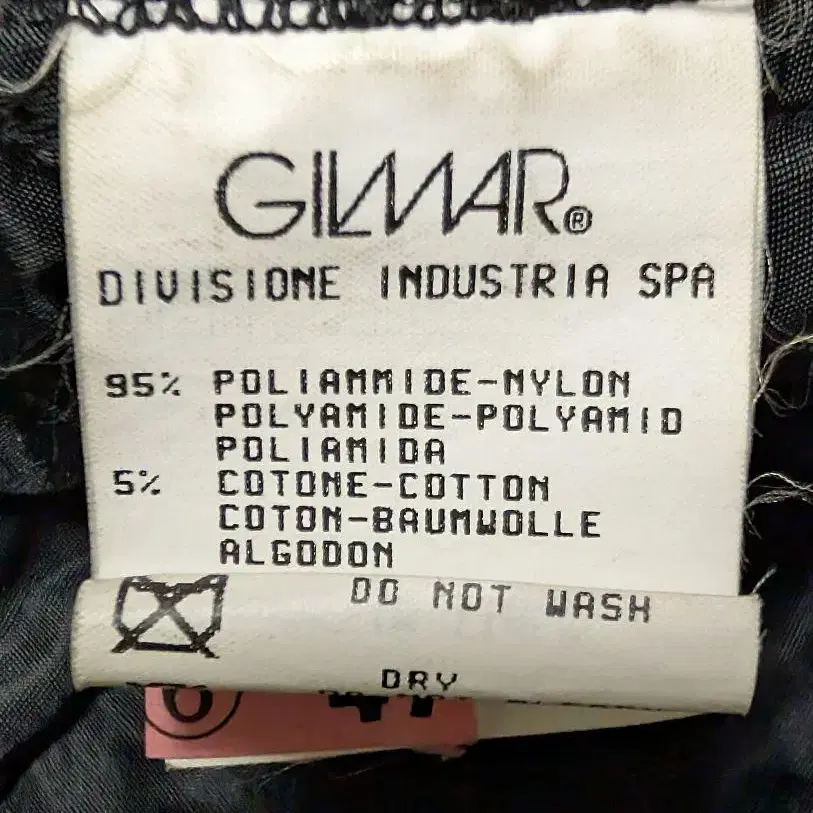 GILMAR®
DIVISIONE INDUSTRIA SPA
95% POLIAMMIDE-NYLON
POLYAMIDE-POLYAMID
POLIAMIDA
5% COTONE-COTTON
COTON-BAUMWOLLE
ALGODON
DO NOT WASH
DRY